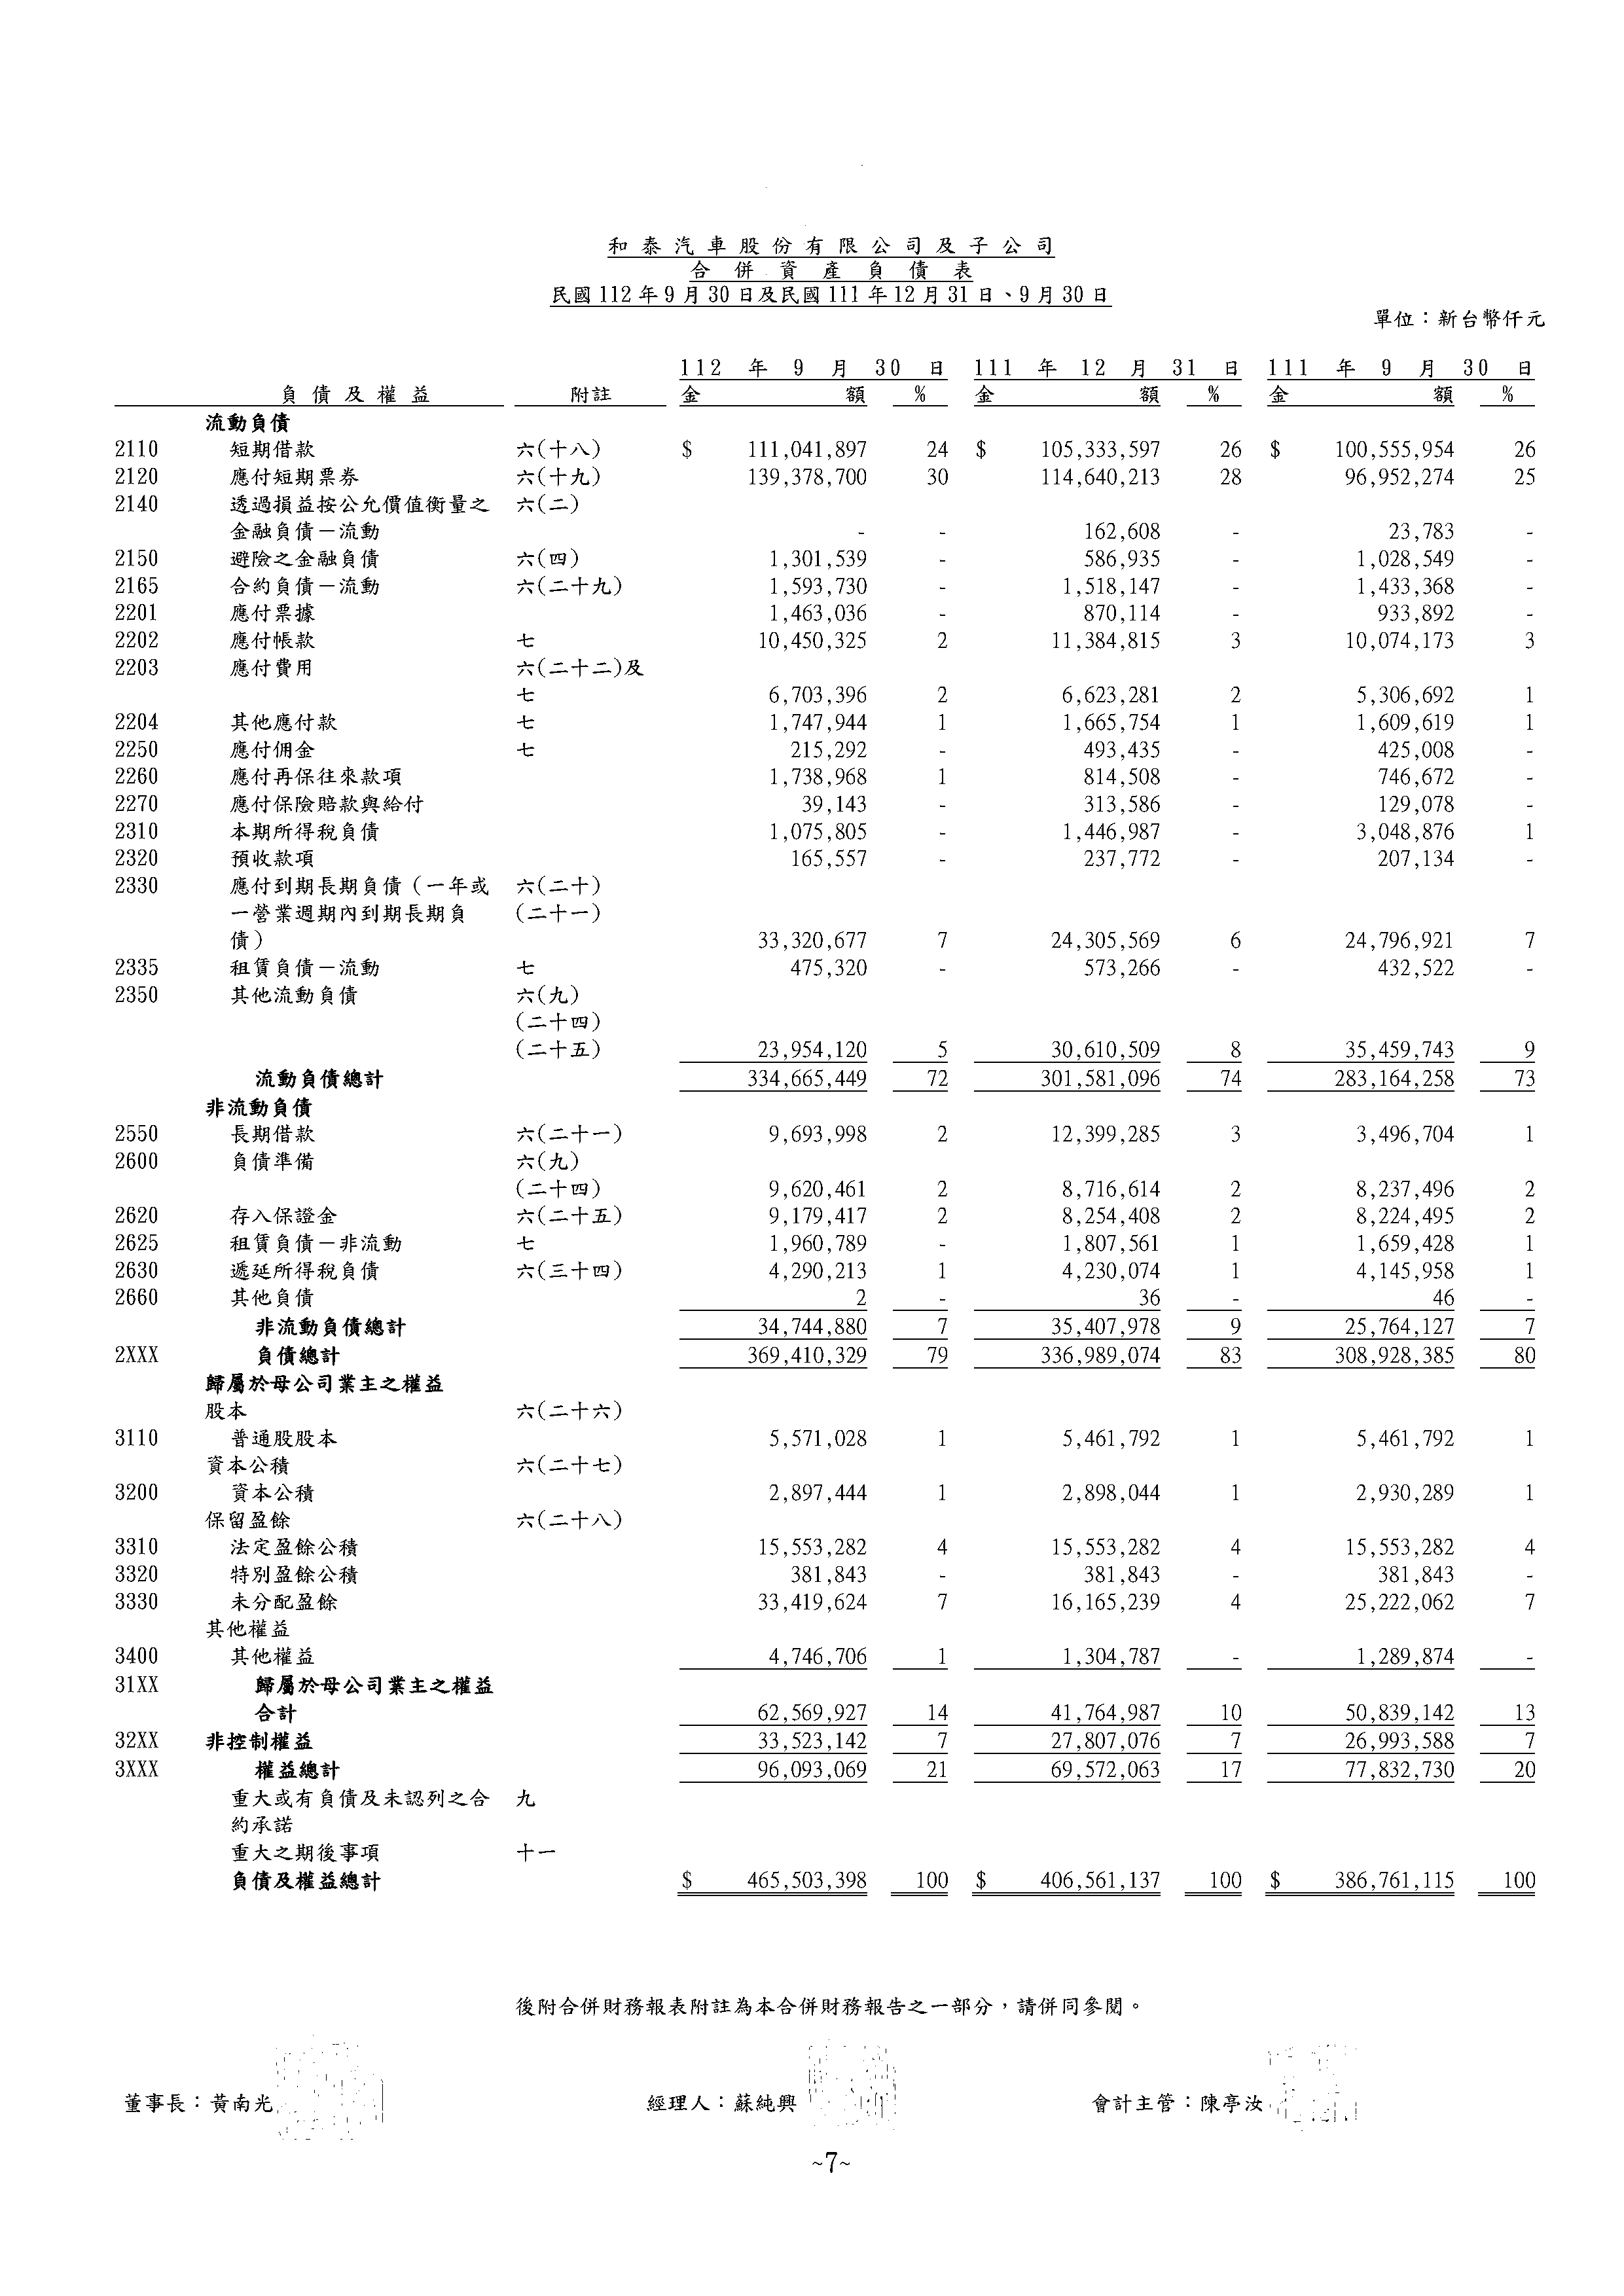 和泰汽車股份有限公司及子公司
合併資產負債表
民國112年9月30日及民國111年12月31日、9月30日
單位：新台幣仟元
112 年 9 月 30 日 111 年 12 月 31 日 111 年 9 月 30 日
負債及權益 附註 金 額 % 金 額 % 金 額 %
流動負債
2110 短期借款 六(十八) $ 111,041,897 24 $ 105,333,597 26 $ 100,555,954 26
2120 應付短期票券 六(十九) 139,378,700 30 114,640,213 28 96,952,274 25
2140 透過損益按公允價值衡量之 六(二)
金融負債－流動 - - 162,608 - 23,783 -
2150 避險之金融負債 六(四) 1,301,539 - 586,935 - 1,028,549 -
2165 合約負債－流動 六(二十九) 1,593,730 - 1,518,147 - 1,433,368 -
2201 應付票據 1,463,036 - 870,114 - 933,892 -
2202 應付帳款 七 10,450,325 2 11,384,815 3 10,074,173 3
2203 應付費用 六(二十二)及
七 6,703,396 2 6,623,281 2 5,306,692 1
2204 其他應付款 七 1,747,944 1 1,665,754 1 1,609,619 1
2250 應付佣金 七 215,292 - 493,435 - 425,008 -
2260 應付再保往來款項 1,738,968 1 814,508 - 746,672 -
2270 應付保險賠款與給付 39,143 - 313,586 - 129,078 -
2310 本期所得稅負債 1,075,805 - 1,446,987 - 3,048,876 1
2320 預收款項 165,557 - 237,772 - 207,134 -
2330 應付到期長期負債（一年或 六(二十)
一營業週期內到期長期負 (二十一)
債） 33,320,677 7 24,305,569 6 24,796,921 7
2335 租賃負債－流動 七 475,320 - 573,266 - 432,522 -
2350 其他流動負債 六(九)
(二十四)
(二十五) 23,954,120 5 30,610,509 8 35,459,743 9
流動負債總計 334,665,449 72 301,581,096 74 283,164,258 73
非流動負債
2550 長期借款 六(二十一) 9,693,998 2 12,399,285 3 3,496,704 1
2600 負債準備 六(九)
(二十四) 9,620,461 2 8,716,614 2 8,237,496 2
2620 存入保證金 六(二十五) 9,179,417 2 8,254,408 2 8,224,495 2
2625 租賃負債－非流動 七 1,960,789 - 1,807,561 1 1,659,428 1
2630 遞延所得稅負債 六(三十四) 4,290,213 1 4,230,074 1 4,145,958 1
2660 其他負債 2 - 36 - 46 -
非流動負債總計 34,744,880 7 35,407,978 9 25,764,127 7
2XXX 負債總計 369,410,329 79 336,989,074 83 308,928,385 80
歸屬於母公司業主之權益
股本 六(二十六)
3110 普通股股本 5,571,028 1 5,461,792 1 5,461,792 1
資本公積 六(二十七)
3200 資本公積 2,897,444 1 2,898,044 1 2,930,289 1
保留盈餘 六(二十八)
3310 法定盈餘公積 15,553,282 4 15,553,282 4 15,553,282 4
3320 特別盈餘公積 381,843 - 381,843 - 381,843 -
3330 未分配盈餘 33,419,624 7 16,165,239 4 25,222,062 7
其他權益
3400 其他權益 4,746,706 1 1,304,787 - 1,289,874 -
31XX 歸屬於母公司業主之權益
合計 62,569,927 14 41,764,987 10 50,839,142 13
32XX 非控制權益 33,523,142 7 27,807,076 7 26,993,588 7
3XXX 權益總計 96,093,069 21 69,572,063 17 77,832,730 20
重大或有負債及未認列之合 九
約承諾
重大之期後事項 十一
負債及權益總計 $ 465,503,398 100 $ 406,561,137 100 $ 386,761,115 100
後附合併財務報表附註為本合併財務報告之一部分，請併同參閱。
董事長：黃南光 經理人：蘇純興 會計主管：陳亭汝
~7~